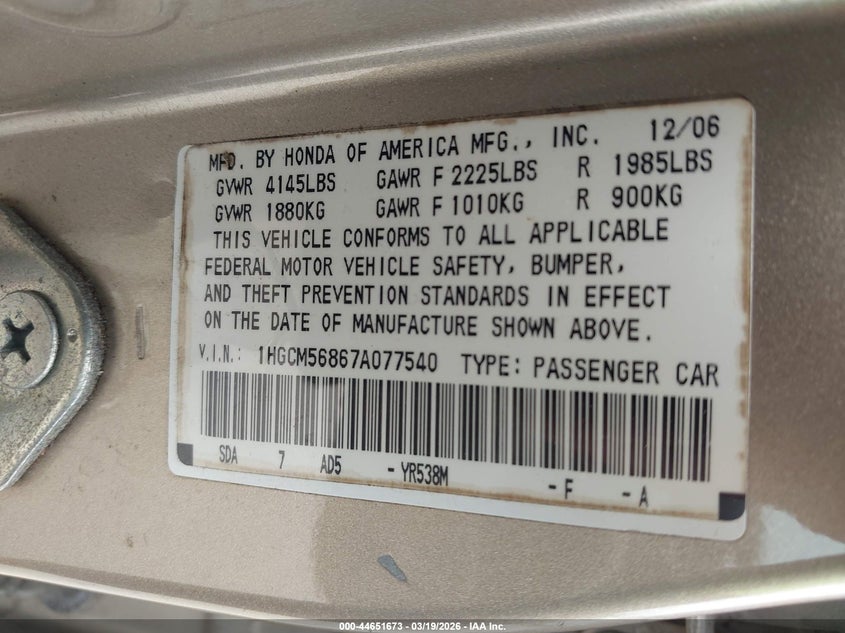 MFD. BY HONDA OF AMERICA MFG., INC. 12/06
GVWR 4145LBS GAWR F 2225LBS R 1985LBS
GVWR 1880KG GAWR F 1010KG R 900KG
THIS VEHICLE CONFORMS TO ALL APPLICABLE
FEDERAL MOTOR VEHICLE SAFETY, BUMPER,
AND THEFT PREVENTION STANDARDS IN EFFECT
ON THE DATE OF MANUFACTURE SHOWN ABOVE.
V.I.N.: 1HGCM56867A077540 TYPE: PASSENGER CAR
SDA 7 AD5 - YR538M - F - A
000-44651673 - 03/19/2026 - IAA Inc.